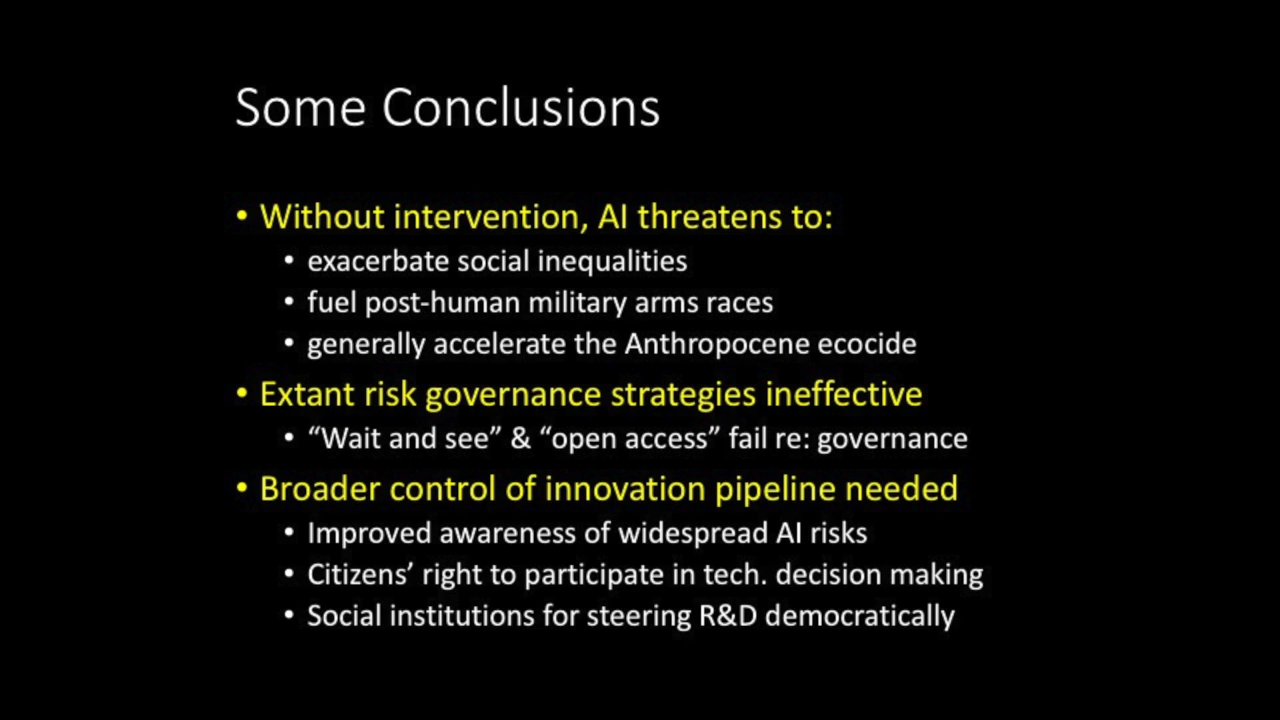 Some Conclusions
• Without intervention, AI threatens to:
• exacerbate social inequalities
• fuel post-human military arms races
• generally accelerate the Anthropocene ecocide
• Extant risk governance strategies ineffective
• “Wait and see” & “open access” fail re: governance
• Broader control of innovation pipeline needed
• Improved awareness of widespread AI risks
• Citizens’ right to participate in tech. decision making
• Social institutions for steering R&D democratically